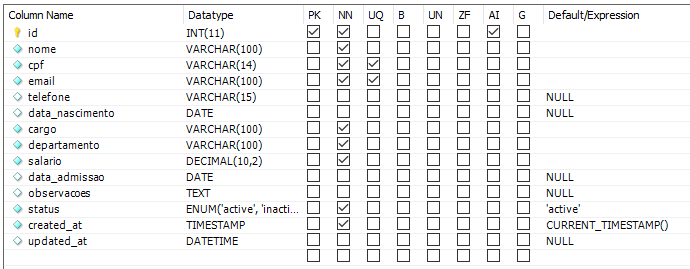 Column Name Datatype PK NN UQ B UN ZF AI G Default/Expression
id INT(11)
nome VARCHAR(100)
cpf VARCHAR(14)
email VARCHAR(100)
telefone VARCHAR(15) NULL
data_nascimento DATE NULL
cargo VARCHAR(100)
departamento VARCHAR(100)
salario DECIMAL(10,2)
data_admissao DATE NULL
observacoes TEXT NULL
status ENUM('active', 'inacti... 'active'
created_at TIMESTAMP CURRENT_TIMESTAMP()
updated_at DATETIME NULL